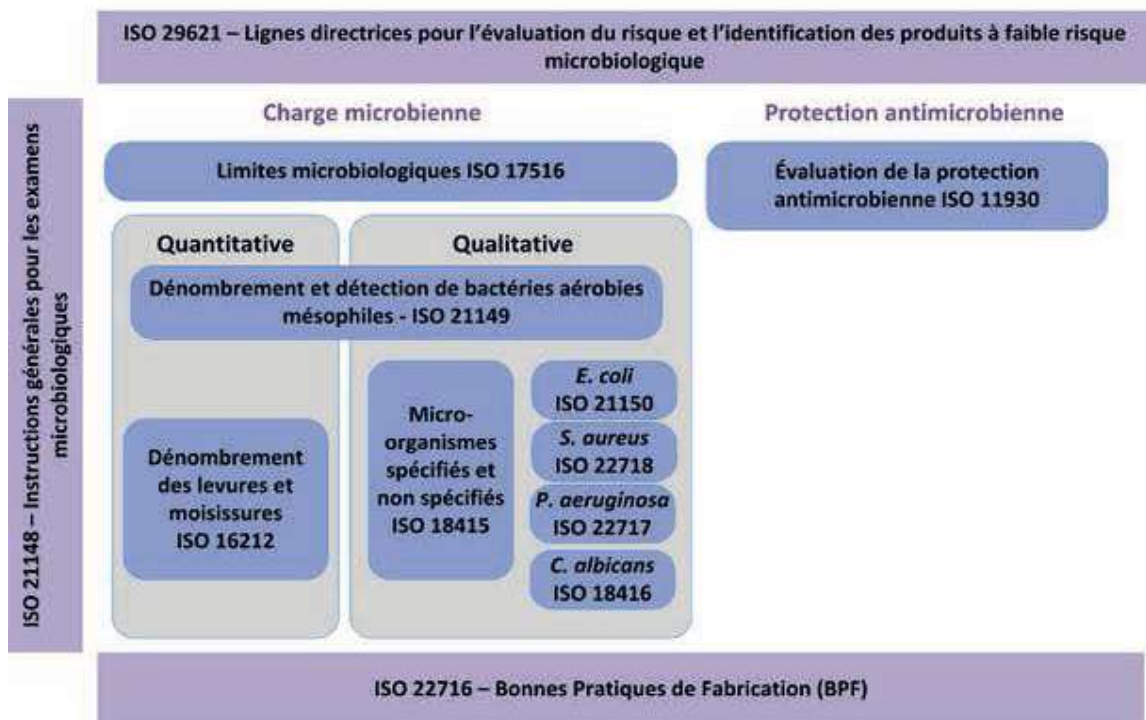 ISO 29621 – Lignes directrices pour l'évaluation du risque et l'identification des produits à faible risque
microbiologique
ISO 21148 – Instructions générales pour les examens
microbiologiques
Charge microbienne
Limites microbiologiques ISO 17516
Quantitative
Qualitative
Dénombrement et détection de bactéries aérobies
mésophiles - ISO 21149
Dénombrement
des levures et
moisissures
ISO 16212
Micro-
organismes
spécifiés et
non spécifiés
ISO 18415
E. coli
ISO 21150
S. aureus
ISO 22718
P. aeruginosa
ISO 22717
C. albicans
ISO 18416
Protection antimicrobienne
Évaluation de la protection
antimicrobienne ISO 11930
ISO 22716 – Bonnes Pratiques de Fabrication (BPF)